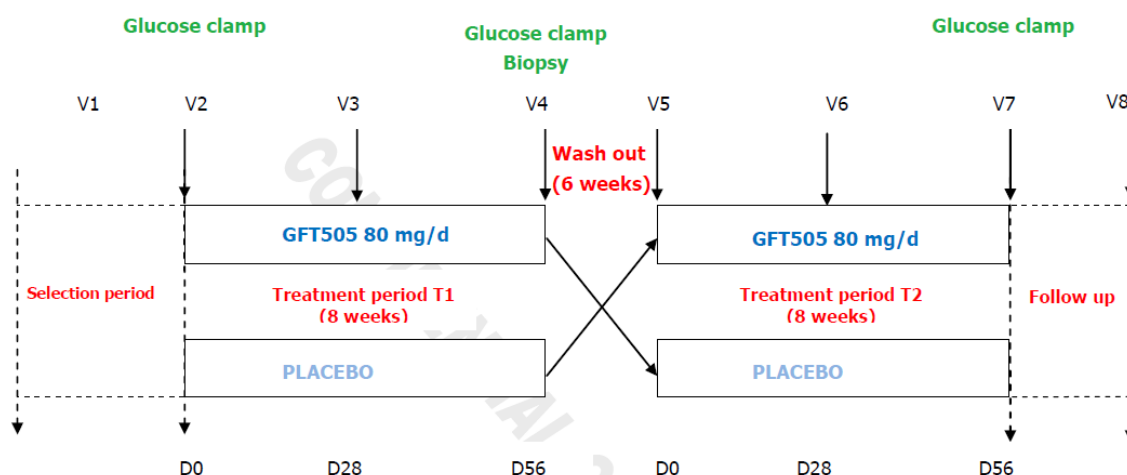 Glucose clamp
Glucose clamp
Biopsy
Glucose clamp
V1 V2 V3 V4 V5 V6 V7 V8
Wash out
(6 weeks)
GFT505 80 mg/d
GFT505 80 mg/d
Selection period
Treatment period T1
(8 weeks)
Treatment period T2
(8 weeks)
Follow up
PLACEBO
PLACEBO
D0 D28 D56 D0 D28 D56